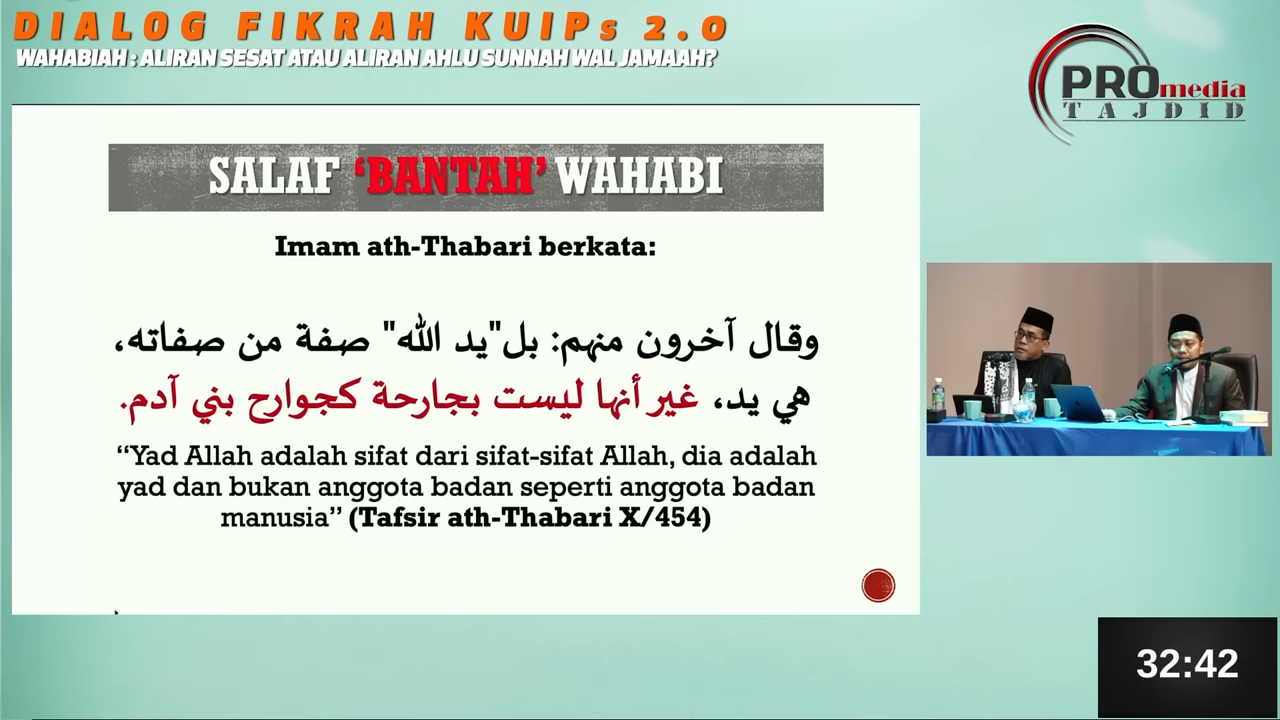 DIALOG FIKRAH KUIPs 2.0
WAHABIAH : ALIRAN SESAT ATAU ALIRAN AHLU SUNNAH WAL JAMAAH?
PROmedia
TAJDID
SALAF ‘BANTAH’ WAHABI
Imam ath-Thabari berkata:
وقال آخرون منهم: بل"يد الله" صفة من صفاته،
هي يد، غير أنها ليست بجارحة كجوارح بني آدم.
“Yad Allah adalah sifat dari sifat-sifat Allah, dia adalah
yad dan bukan anggota badan seperti anggota badan
manusia” (Tafsir ath-Thabari X/454)
32:42